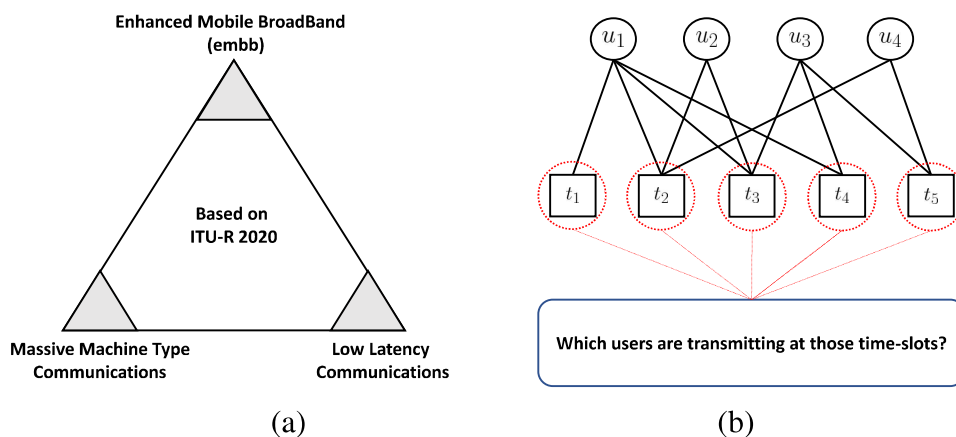 Enhanced Mobile BroadBand
(embb)
Based on
ITU-R 2020
Massive Machine Type
Communications
Low Latency
Communications
(a)
u1 u2 u3 u4
t1 t2 t3 t4 t5
Which users are transmitting at those time-slots?
(b)